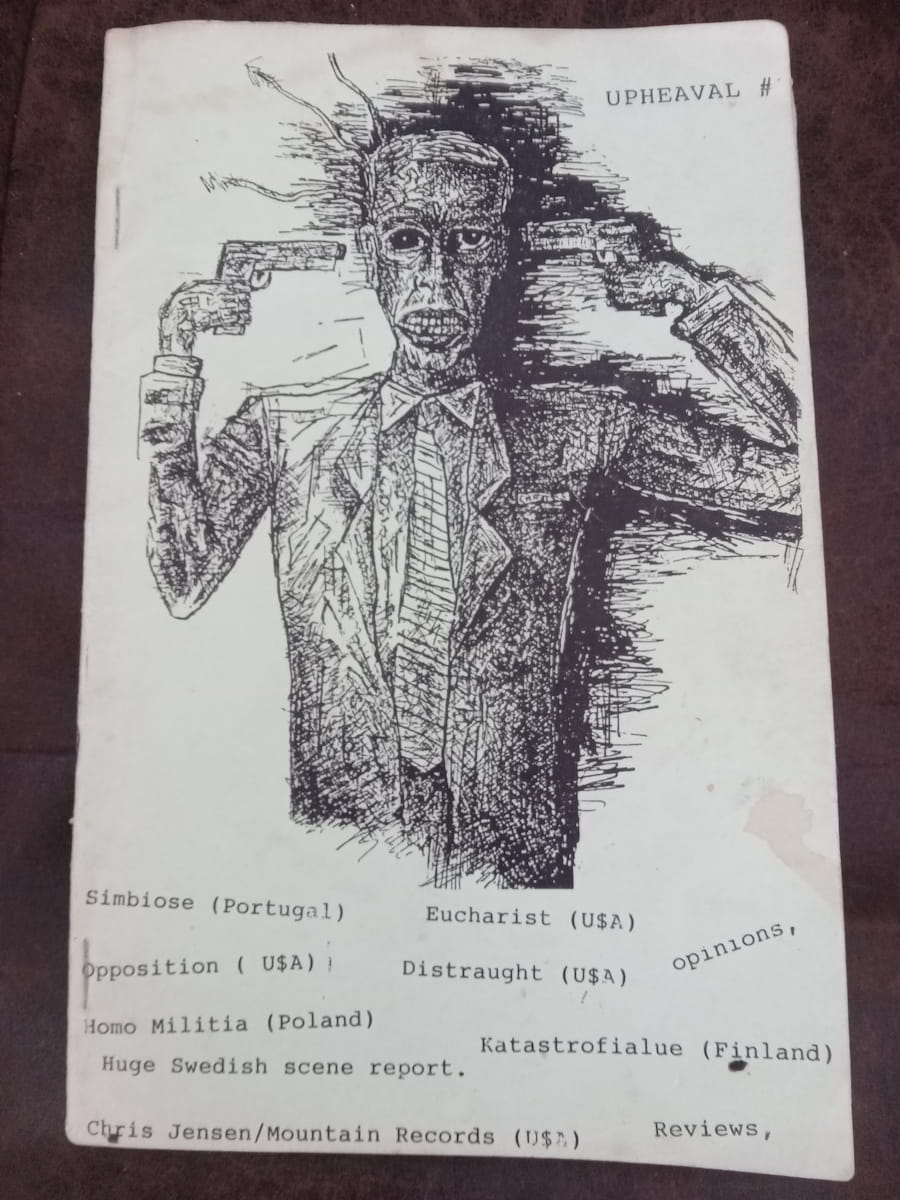 UPHEAVAL #
Simbiose (Portugal)
Eucharist (U$A)
opinions,
Opposition ( U$A)
Distraught (U$A)
Homo Militia (Poland)
Katastrofialue (Finland)
Huge Swedish scene report.
Chris Jensen/Mountain Records (U$A)
Reviews,